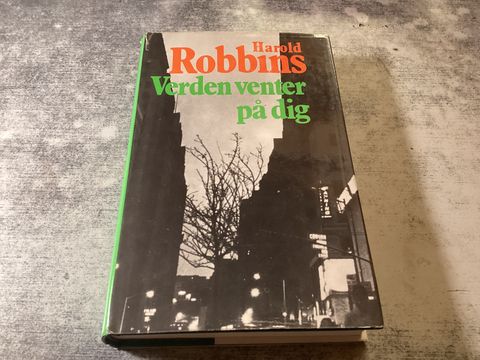 Harold
Robbins
Verden venter
på dig